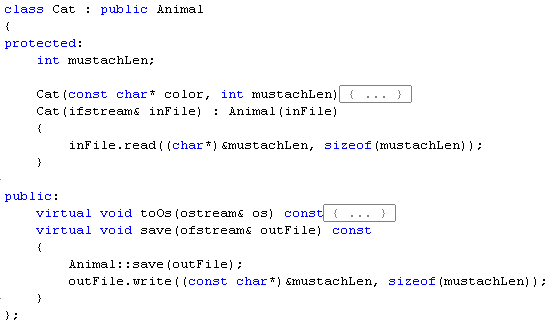 class Cat : public Animal
{
protected:
    int mustachLen;

    Cat(const char* color, int mustachLen){ ... }
    Cat(ifstream& inFile) : Animal(inFile)
    {
        inFile.read((char*)&mustachLen, sizeof(mustachLen));
    }

public:
    virtual void toOs(ostream& os) const{ ... }
    virtual void save(ofstream& outFile) const
    {
        Animal::save(outFile);
        outFile.write((const char*)&mustachLen, sizeof(mustachLen));
    }
};